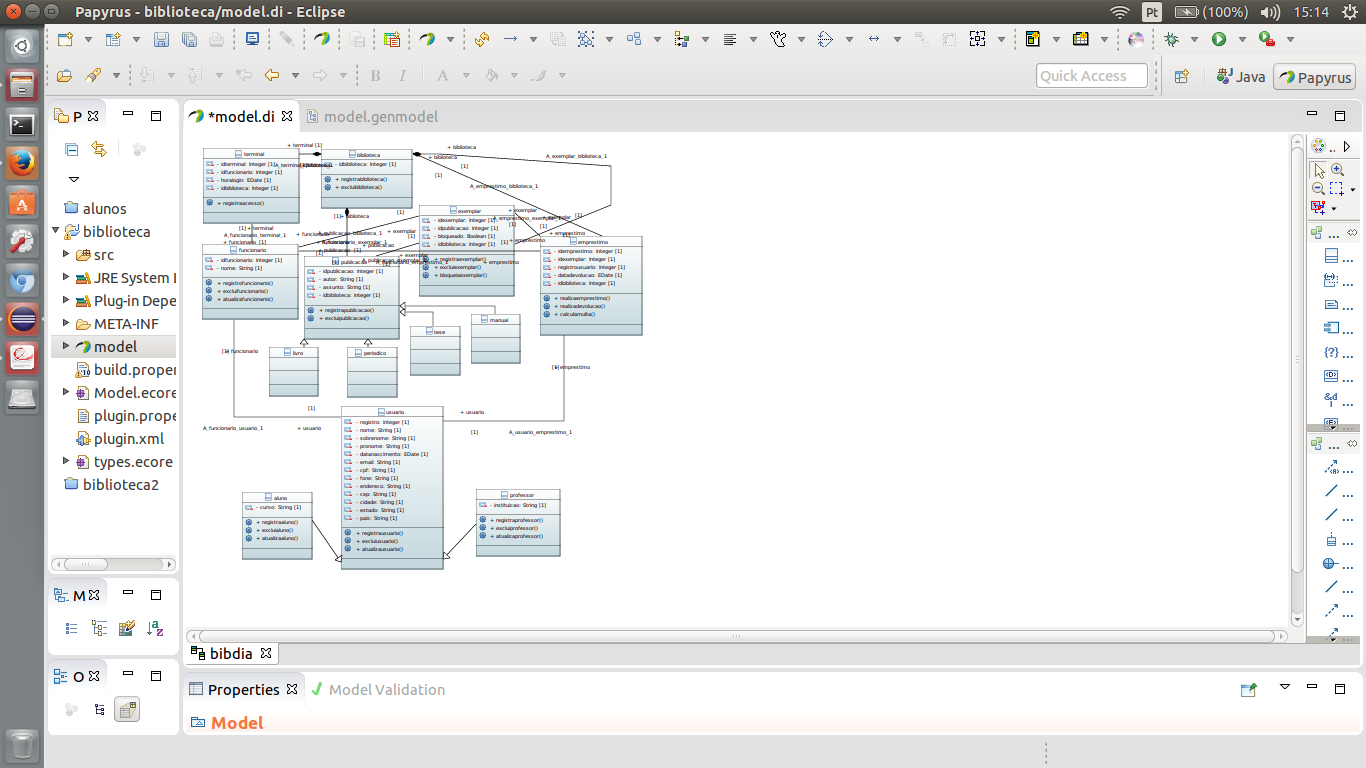 Papyrus - biblioteca/model.di - Eclipse
Pt
(100%)
15:14
Quick Access
Java
Papyrus
P
*model.di
model.genmodel
alunos
biblioteca
src
JRE System I
Plug-in Depe
META-INF
model
build.proper
Model.ecore
plugin.prope
plugin.xml
types.ecore
biblioteca2
M
O
terminal
- idterminal: Integer [1]
- idfuncionario: Integer [1]
- horalogin: EDate [1]
- idbiblioteca: Integer [1]
+ registraacesso()
+ terminal [1]
biblioteca
- idbiblioteca: Integer [1]
+ registrabiblioteca()
+ excluibiblioteca()
+ biblioteca
+ biblioteca
[1]
[1]
A_exemplar_biblioteca_1
A_emprestimo_biblioteca_1
[1]
+ biblioteca
[1]
exemplar
- idexemplar: Integer [1]
- idpublicacao: Integer [1]
- bloqueado: Boolean [1]
- idbiblioteca: Integer [1]
+ registraexemplar()
+ excluiexemplar()
+ bloqueiaexemplar()
+ exemplar
emprestimo
- idemprestimo: Integer [1]
- idexemplar: Integer [1]
- registrousuario: Integer [1]
- datadevolucao: EDate [1]
- idbiblioteca: Integer [1]
+ realizaemprestimo()
+ realizadevolucao()
+ calculamulta()
[1] + terminal
A_funcionario_terminal_1
+ funcionario [1]
funcionario
- idfuncionario: Integer [1]
- nome: String [1]
+ registrofuncionario()
+ excluifuncionario()
+ atualizafuncionario()
publicacao
- idpublicacao: Integer [1]
- autor: String [1]
- assunto: String [1]
- idbiblioteca: Integer [1]
+ registrapublicacao()
+ excluipublicacao()
+ exemplar
+ emprestimo
livro
periodico
tese
manual
+ funcionario
+ emprestimo
[1]
+ usuario
A_funcionario_usuario_1
+ usuario
[1]
A_usuario_emprestimo_1
usuario
- registro: Integer [1]
- nome: String [1]
- sobrenome: String [1]
- pronome: String [1]
- datanascimento: EDate [1]
- email: String [1]
- cpf: String [1]
- fone: String [1]
- endereco: String [1]
- cep: String [1]
- cidade: String [1]
- estado: String [1]
- pais: String [1]
+ registrausuario()
+ excluiusuario()
+ atualizausuario()
aluno
- curso: String [1]
+ registraaluno()
+ excluialuno()
+ atualizaaluno()
professor
- instituicao: String [1]
+ registraprofessor()
+ excluiprofessor()
+ atualizaprofessor()
bibdia
Properties
Model Validation
Model